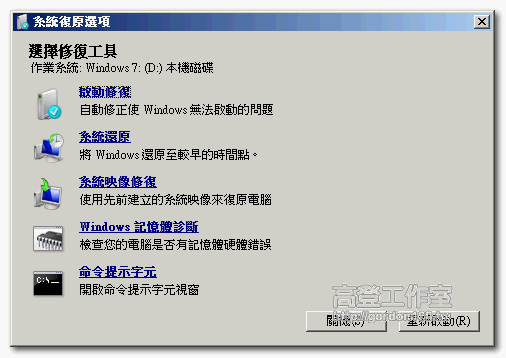 系統復原選項
選擇修復工具
作業系統: Windows 7: (D:) 本機磁碟
啟動修復
自動修正使 Windows 無法啟動的問題
系統還原
將 Windows 還原至較早的時間點。
系統映像修復
使用先前建立的系統映像來復原電腦
Windows 記憶體診斷
檢查您的電腦是否有記憶體硬體錯誤
C:\
命令提示字元
開啟命令提示字元視窗
高登工作室
關機(S)
重新啟動(R)